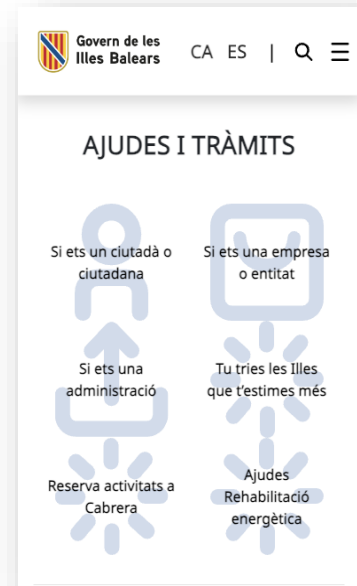 Govern de les
Illes Balears
CA ES |
AJUDES I TRÀMITS
Si ets un ciutadà o
ciutadana
Si ets una empresa
o entitat
Si ets una
administració
Tu tries les Illes
que t'estimes més
Reserva activitats a
Cabrera
Ajudes
Rehabilitació
energètica